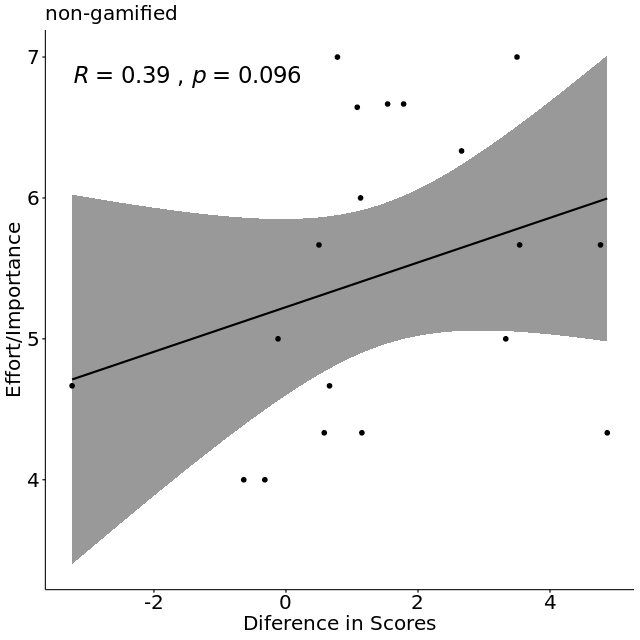 non-gamified
R = 0.39 , p = 0.096
Effort/Importance
7
6
5
4
-2 0 2 4
Diference in Scores